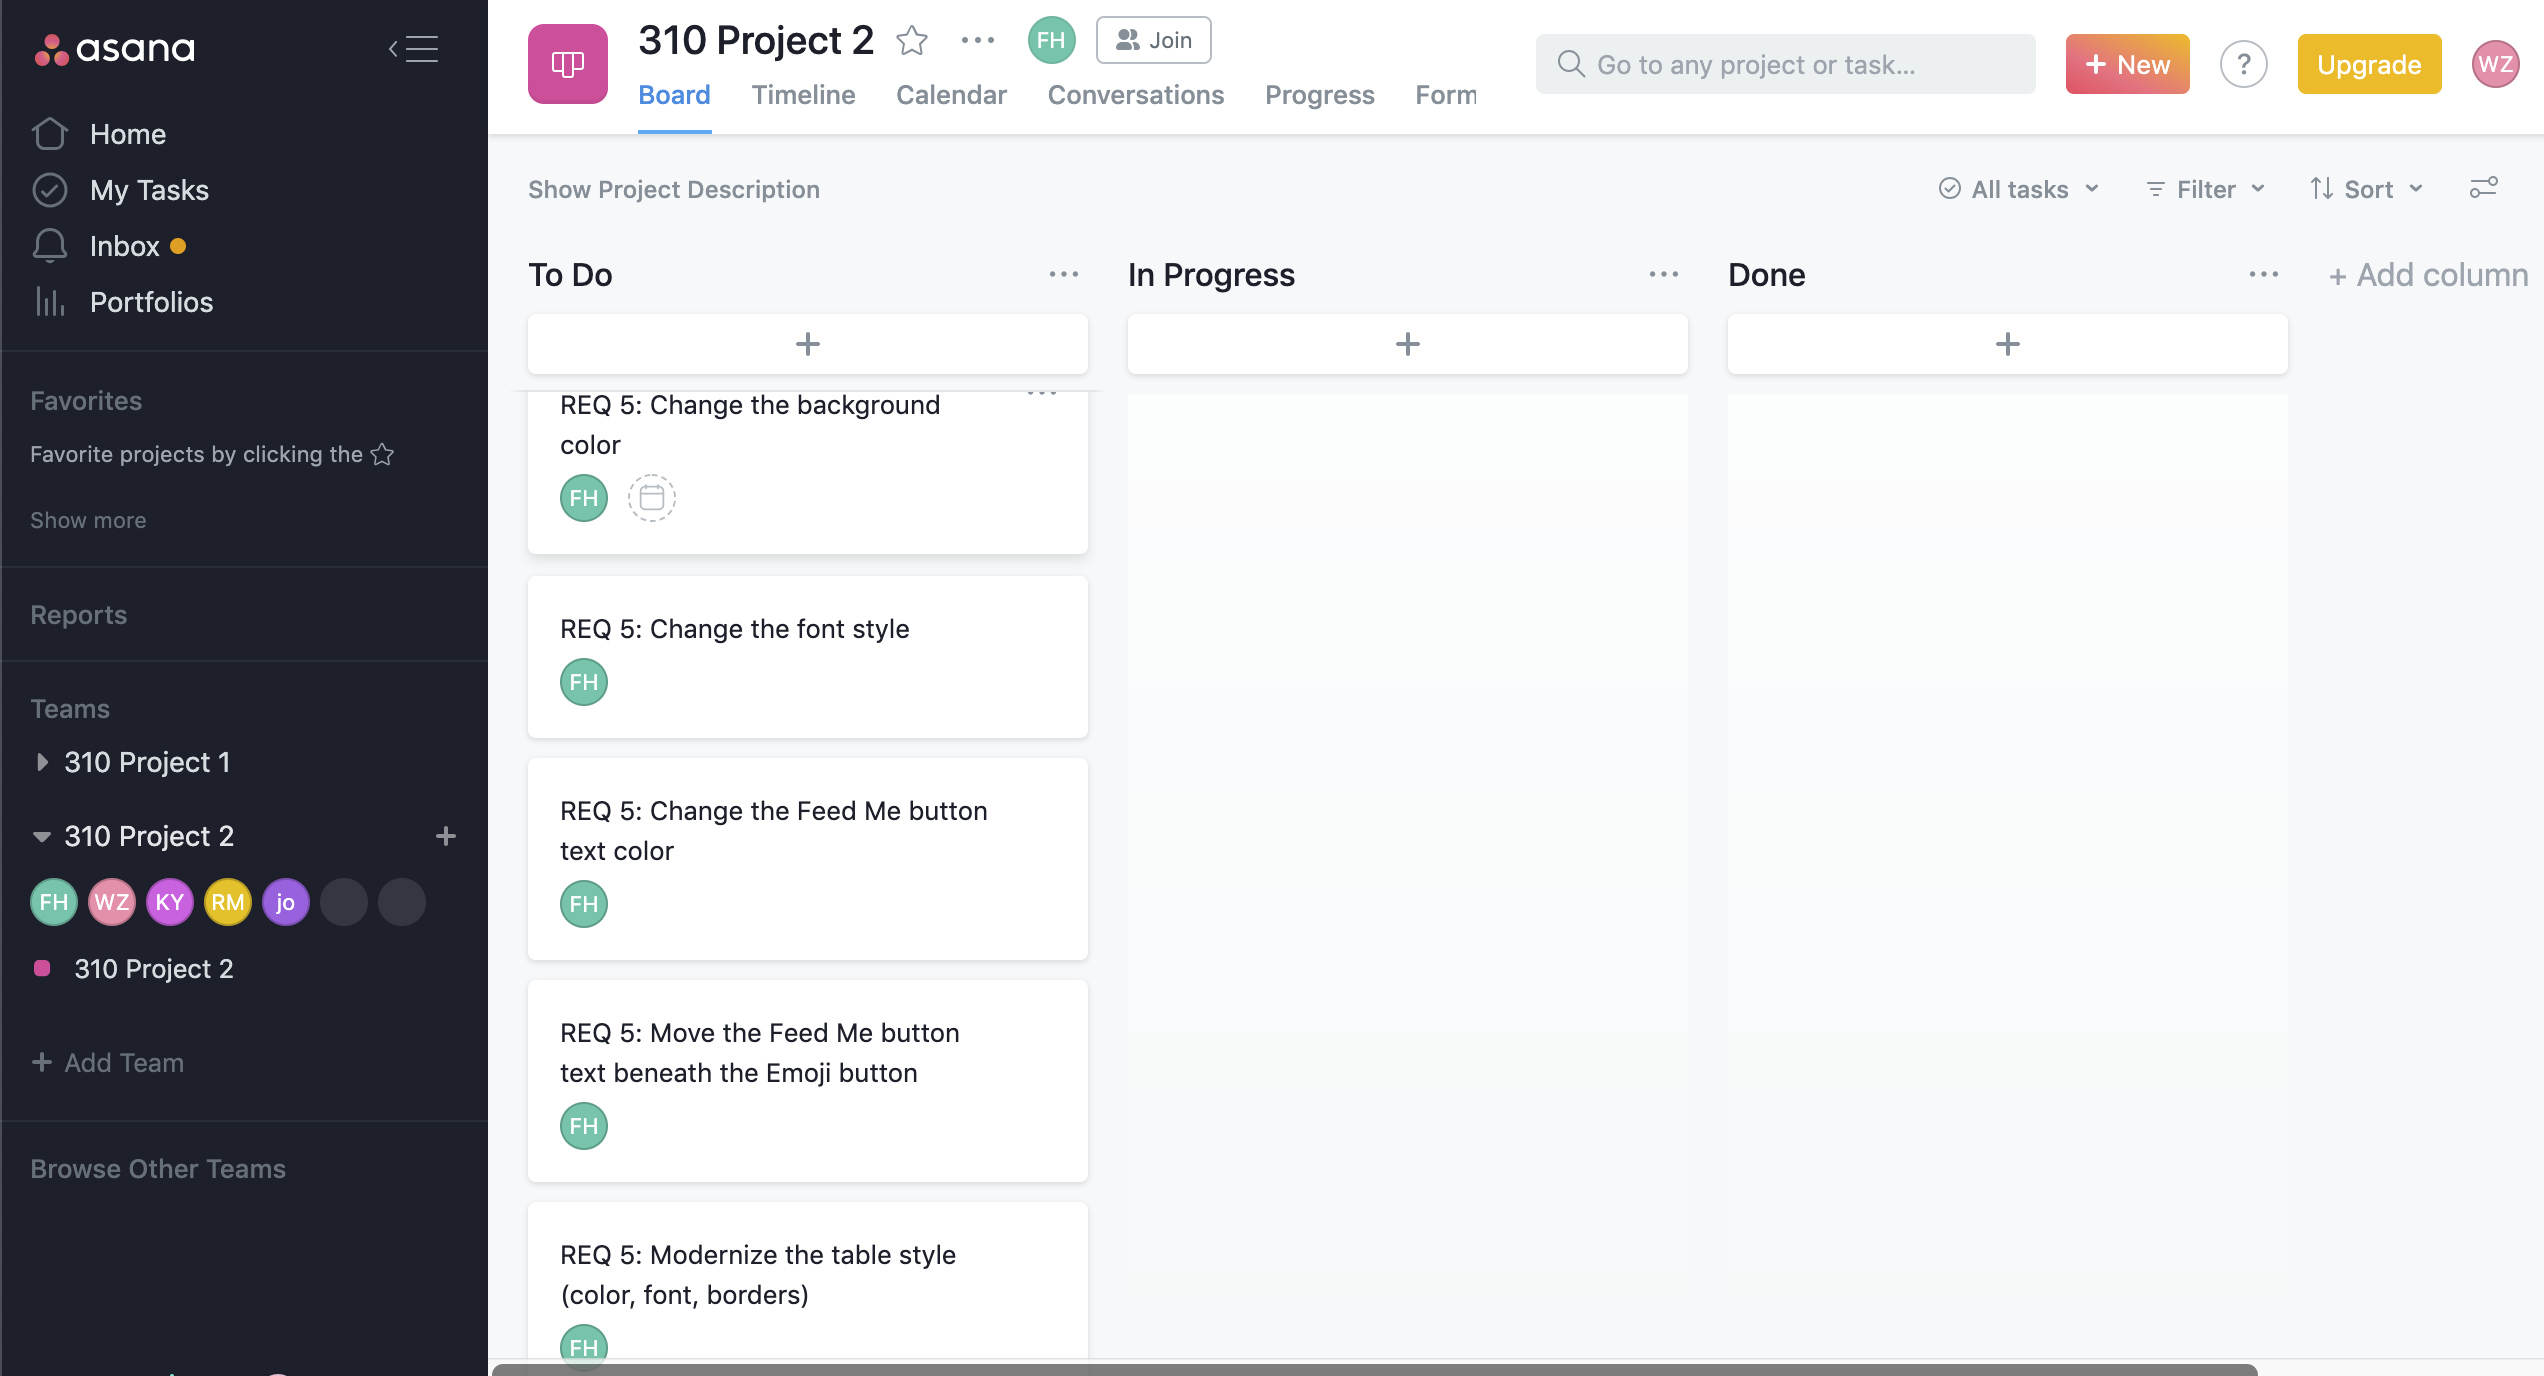 asana
Home
My Tasks
Inbox
Portfolios
Favorites
Favorite projects by clicking the
Show more
Reports
Teams
310 Project 1
310 Project 2
FH WZ KY RM jo
310 Project 2
+ Add Team
Browse Other Teams
310 Project 2
FH
Join
Board Timeline Calendar Conversations Progress Form
Go to any project or task...
+ New
?
Upgrade
WZ
Show Project Description
All tasks
Filter
Sort
To Do
In Progress
Done
+ Add column
REQ 5: Change the background
color
FH
REQ 5: Change the font style
FH
REQ 5: Change the Feed Me button
text color
FH
REQ 5: Move the Feed Me button
text beneath the Emoji button
FH
REQ 5: Modernize the table style
(color, font, borders)
FH